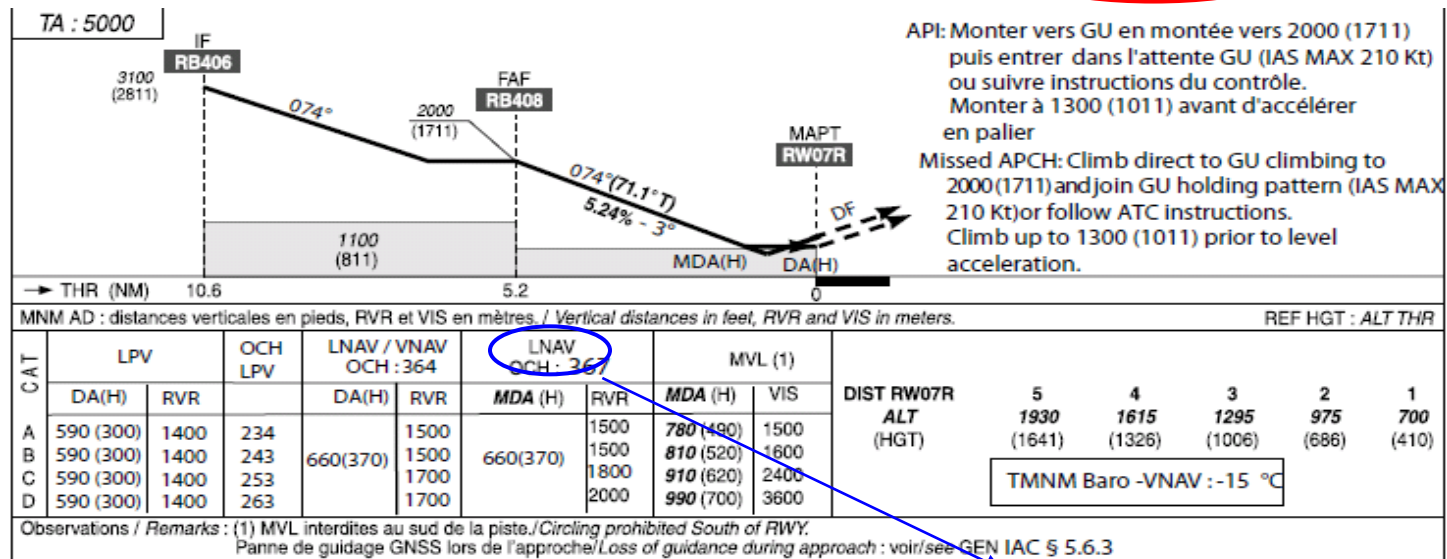 TA : 5000
IF
RB406
3100
(2811)
074°
2000
(1711)
FAF
RB408
074°(71.1°T)
5.24% - 3°
MAPT
RW07R
DF
1100
(811)
MDA(H)
DA(H)
API: Monter vers GU en montée vers 2000 (1711)
puis entrer dans l'attente GU (IAS MAX 210 Kt)
ou suivre instructions du contrôle.
Monter à 1300 (1011) avant d'accélérer
en palier
Missed APCH: Climb direct to GU climbing to
2000(1711) and join GU holding pattern (IAS MAX
210 Kt)or follow ATC instructions.
Climb up to 1300 (1011) prior to level
acceleration.
THR (NM) 10.6 5.2 0
MNM AD : distances verticales en pieds, RVR et VIS en mètres. / Vertical distances in feet, RVR and VIS in meters. REF HGT : ALT THR
CAT LPV OCH LPV LNAV / VNAV OCH : 364 LNAV OCH : 367 MVL (1)
DA(H) RVR DA(H) RVR MDA (H) RVR MDA (H) VIS
A 590 (300) 1400 234 1500 1500 780 (490) 1500
B 590 (300) 1400 243 660(370) 1500 660(370) 1500 810 (520) 1600
C 590 (300) 1400 253 1700 1800 910 (620) 2400
D 590 (300) 1400 263 1700 2000 990 (700) 3600
DIST RW07R 5 4 3 2 1
ALT 1930 1615 1295 975 700
(HGT) (1641) (1326) (1006) (686) (410)
TMNM Baro -VNAV : -15 °C
Observations / Remarks : (1) MVL interdites au sud de la piste./Circling prohibited South of RWY.
Panne de guidage GNSS lors de l'approche/Loss of guidance during approach : voir/see GEN IAC § 5.6.3